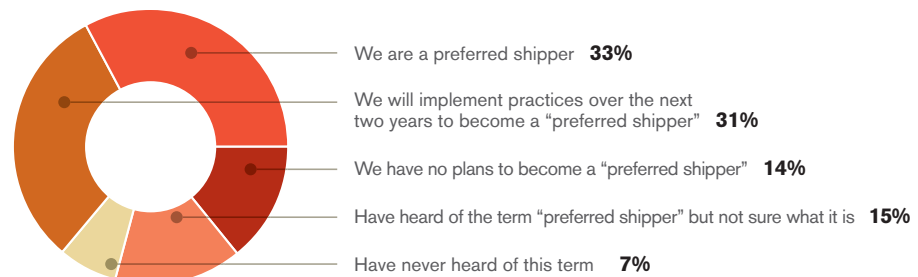 We are a preferred shipper 33%
We will implement practices over the next
two years to become a “preferred shipper” 31%
We have no plans to become a “preferred shipper” 14%
Have heard of the term “preferred shipper” but not sure what it is 15%
Have never heard of this term 7%